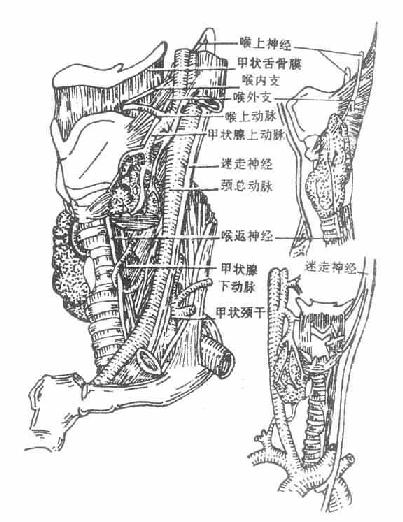 喉上神经
甲状舌骨膜
喉内支
喉外支
喉上动脉
甲状腺上动脉
迷走神经
颈总动脉
喉返神经
甲状腺
下动脉
甲状颈干
迷走神经